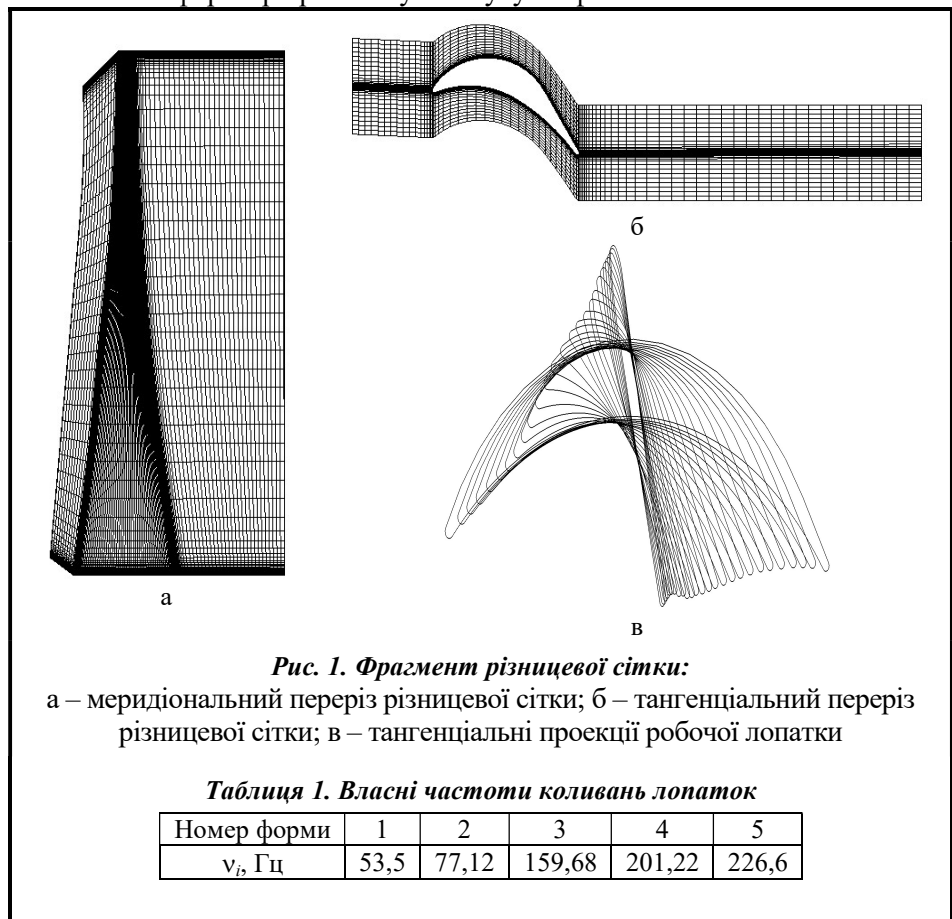 а
б
в
Рис. 1. Фрагмент різницевої сітки:
а – меридіональний переріз різницевої сітки; б – тангенціальний переріз
різницевої сітки; в – тангенціальні проекції робочої лопатки
Таблиця 1. Власні частоти коливань лопаток
Номер форми 1 2 3 4 5
νi, Гц 53,5 77,12 159,68 201,22 226,6